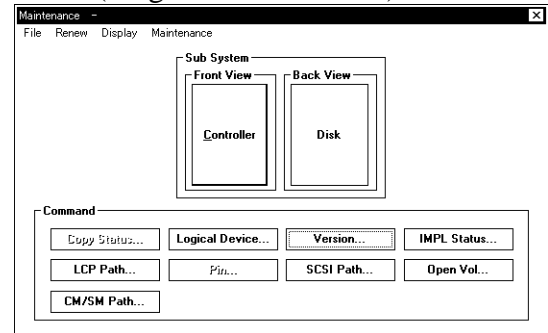 Maintenance -
File Renew Display Maintenance
Sub System
Front View Back View
Controller Disk
Command
Copy Status... Logical Device... Version... IMPL Status...
LCP Path... Pin... SCSI Path... Open Vol...
CM/SM Path...